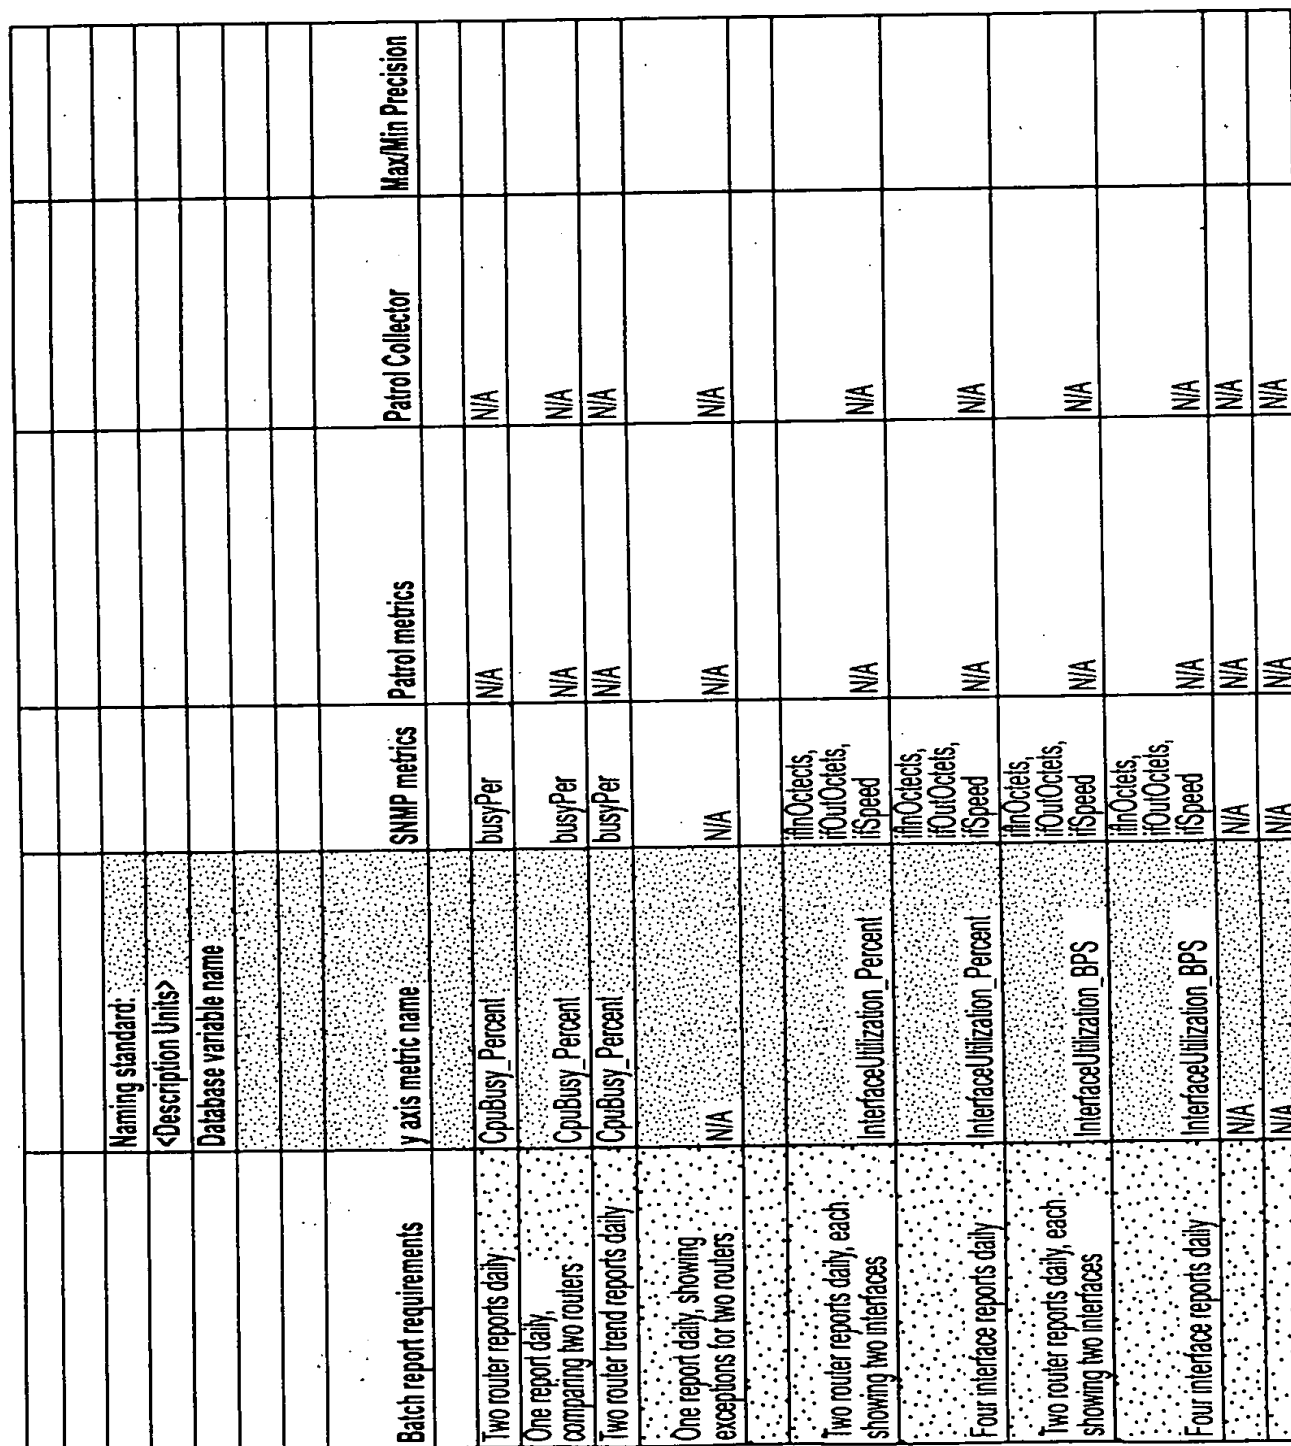 Naming standard:
<Description Units>
Database variable name
Batch report requirements
y axis metric name
SNMP metrics
Patrol metrics
Patrol Collector
Max/Min Precision
Two router reports daily
CpuBusy_Percent
busyPer
N/A
N/A
One report daily,
comparing two routers
CpuBusy_Percent
busyPer
N/A
N/A
Two router trend reports daily
CpuBusy_Percent
busyPer
N/A
N/A
One report daily, showing
exceptions for two routers
N/A
N/A
N/A
N/A
Two router reports daily, each
showing two interfaces
InterfaceUtilization_Percent
ifInOctects,
ifOutOctets,
ifSpeed
N/A
N/A
Four interface reports daily
InterfaceUtilization_Percent
ifInOctects,
ifOutOctets,
ifSpeed
N/A
N/A
Two router reports daily, each
showing two interfaces
InterfaceUtilization_BPS
ifInOctets,
ifOutOctets,
ifSpeed
N/A
N/A
Four interface reports daily
InterfaceUtilization_BPS
ifInOctets,
ifOutOctets,
ifSpeed
N/A
N/A
N/A
N/A
N/A
N/A
N/A
N/A
N/A
N/A